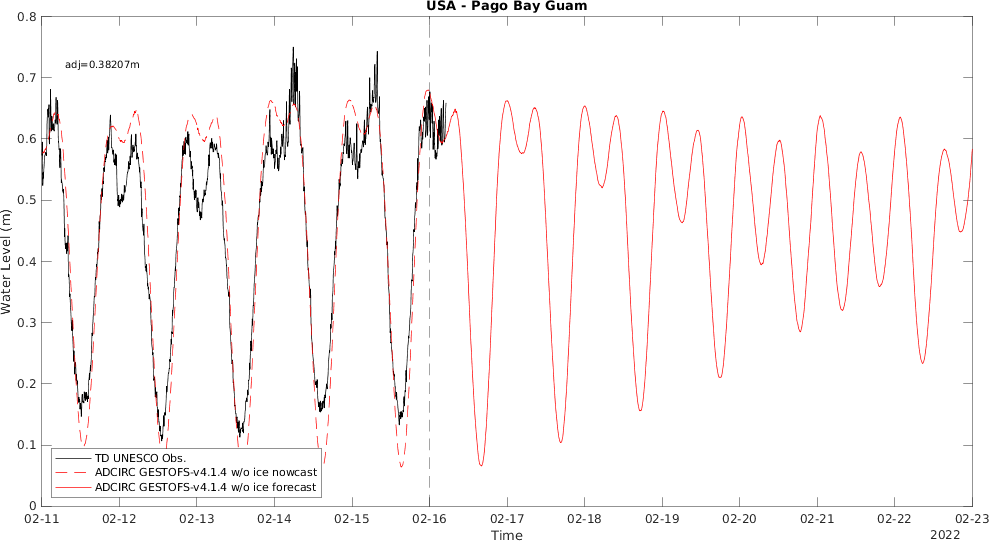 USA - Pago Bay Guam
adj=0.38207m
Water Level (m)
0.8
0.7
0.6
0.5
0.4
0.3
0.2
0.1
0
TD UNESCO Obs.
ADCIRC GESTOFS-v4.1.4 w/o ice nowcast
ADCIRC GESTOFS-v4.1.4 w/o ice forecast
02-11 02-12 02-13 02-14 02-15 02-16 02-17 02-18 02-19 02-20 02-21 02-22 02-23
Time
2022